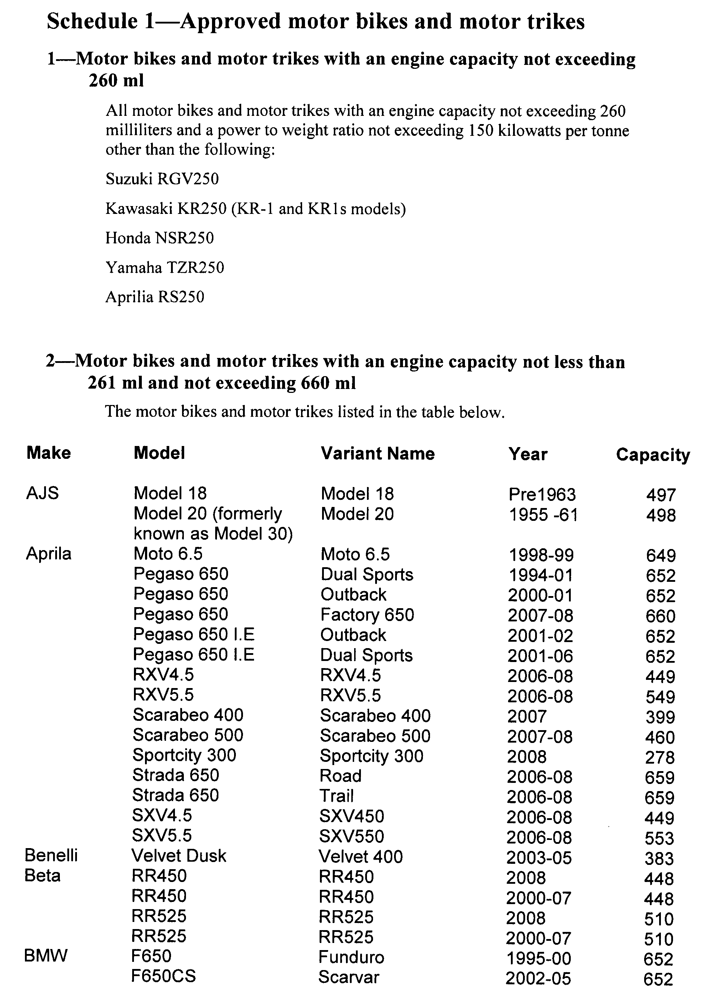 Schedule 1—Approved motor bikes and motor trikes
1—Motor bikes and motor trikes with an engine capacity not exceeding
260 ml
All motor bikes and motor trikes with an engine capacity not exceeding 260
milliliters and a power to weight ratio not exceeding 150 kilowatts per tonne
other than the following:
Suzuki RGV250
Kawasaki KR250 (KR-1 and KR1s models)
Honda NSR250
Yamaha TZR250
Aprilia RS250
2—Motor bikes and motor trikes with an engine capacity not less than
261 ml and not exceeding 660 ml
The motor bikes and motor trikes listed in the table below.
Make Model Variant Name Year Capacity
AJS Model 18 Model 18 Pre1963 497
Model 20 (formerly Model 20 1955 -61 498
known as Model 30)
Aprila Moto 6.5 Moto 6.5 1998-99 649
Pegaso 650 Dual Sports 1994-01 652
Pegaso 650 Outback 2000-01 652
Pegaso 650 Factory 650 2007-08 660
Pegaso 650 I.E Outback 2001-02 652
Pegaso 650 I.E Dual Sports 2001-06 652
RXV4.5 RXV4.5 2006-08 449
RXV5.5 RXV5.5 2006-08 549
Scarabeo 400 Scarabeo 400 2007 399
Scarabeo 500 Scarabeo 500 2007-08 460
Sportcity 300 Sportcity 300 2008 278
Strada 650 Road 2006-08 659
Strada 650 Trail 2006-08 659
SXV4.5 SXV450 2006-08 449
SXV5.5 SXV550 2006-08 553
Benelli Velvet Dusk Velvet 400 2003-05 383
Beta RR450 RR450 2008 448
RR450 RR450 2000-07 448
RR525 RR525 2008 510
RR525 RR525 2000-07 510
BMW F650 Funduro 1995-00 652
F650CS Scarvar 2002-05 652